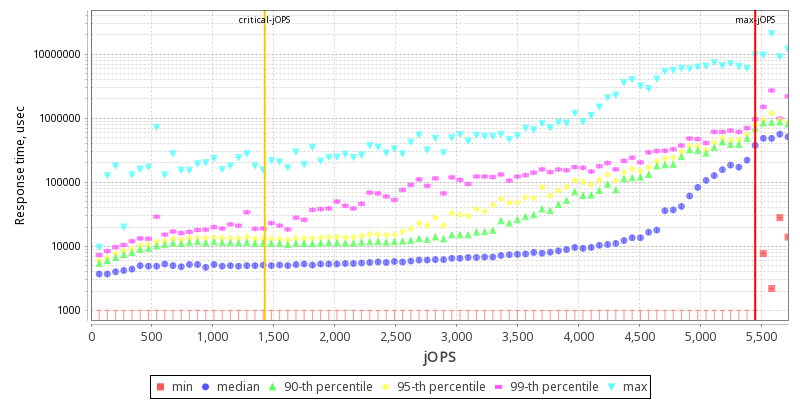 critical-jOPS max-jOPS
10000000
1000000
100000
10000
1000
Response time, usec
0 500 1,000 1,500 2,000 2,500 3,000 3,500 4,000 4,500 5,000 5,500
jOPS
min median 90-th percentile 95-th percentile 99-th percentile max